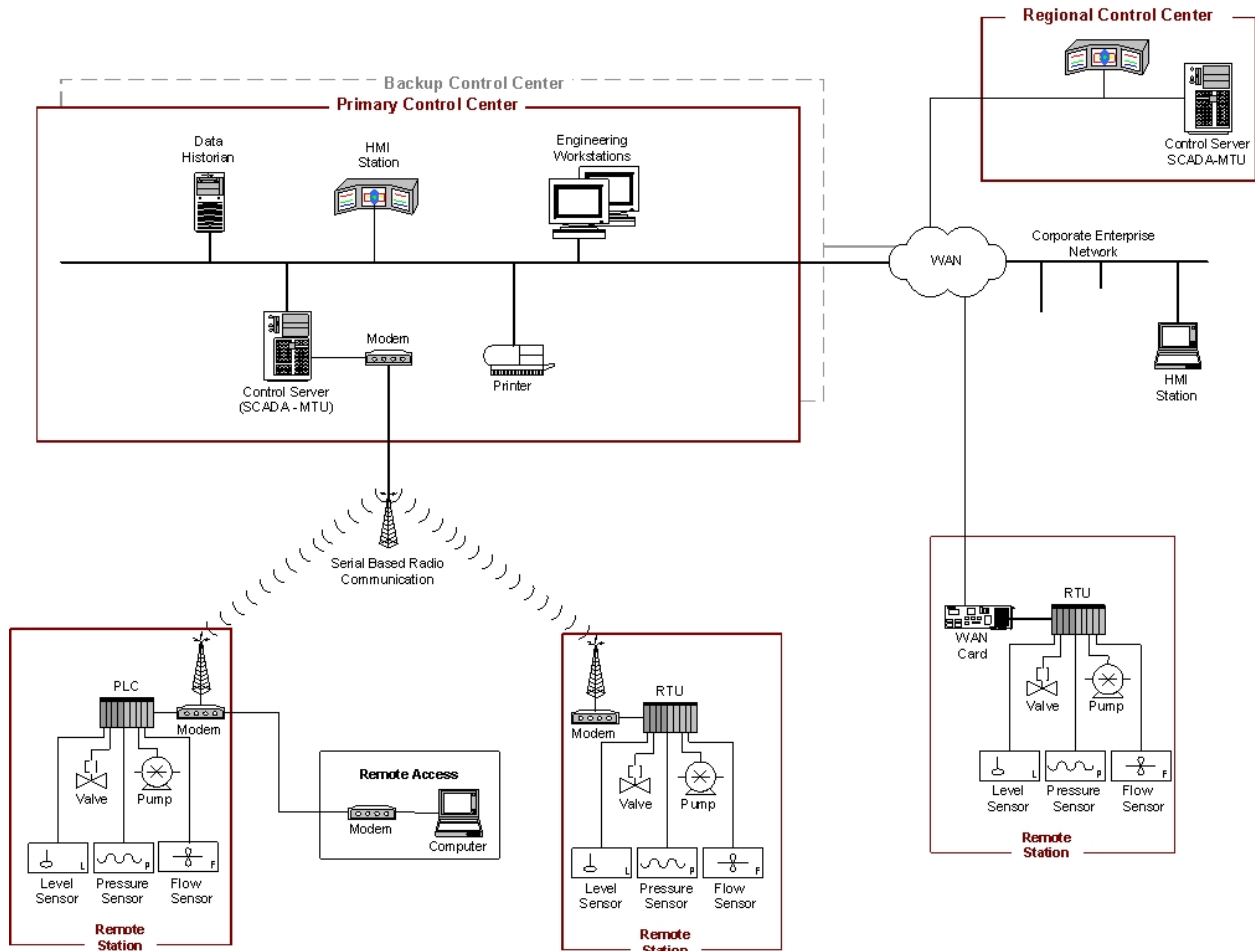 Regional Control Center
Control Server
SCADA-MTU
Backup Control Center
Primary Control Center
Data
Historian
HMI
Station
Engineering
Workstations
WAN
Corporate Enterprise
Network
Control Server
(SCADA - MTU)
Modem
Printer
HMI
Station
Serial Based Radio
Communication
PLC
Modem
Valve
Pump
L
P
F
Level
Sensor
Pressure
Sensor
Flow
Sensor
Remote
Station
Remote Access
Modem
Computer
RTU
Modem
Valve
Pump
L
P
F
Level
Sensor
Pressure
Sensor
Flow
Sensor
Remote
Station
RTU
WAN
Card
Valve
Pump
L
P
F
Level
Sensor
Pressure
Sensor
Flow
Sensor
Remote
Station